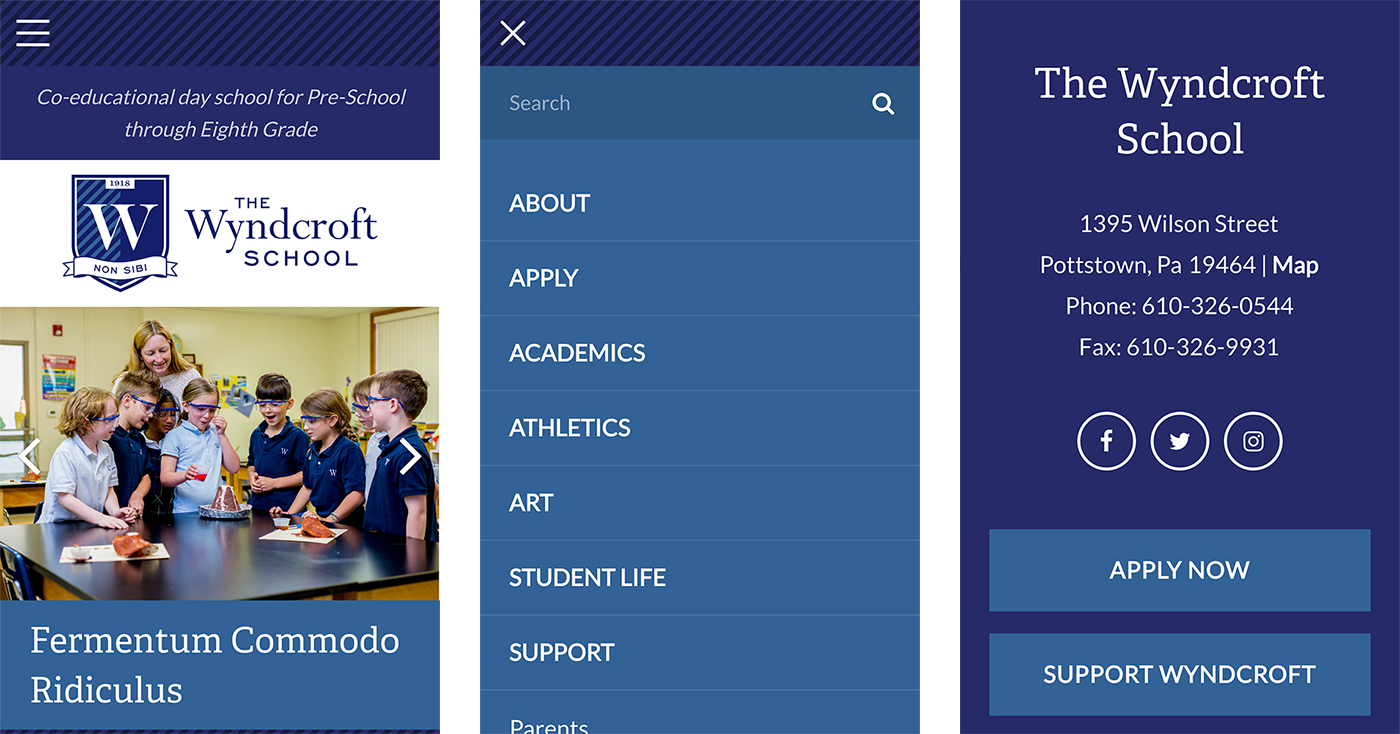 Co-educational day school for Pre-School
through Eighth Grade
1918
W
NON SIBI
THE
Wyndcroft
SCHOOL
W
W
Fermentum Commodo
Ridiculus
Search
ABOUT
APPLY
ACADEMICS
ATHLETICS
ART
STUDENT LIFE
SUPPORT
Parents
The Wyndcroft
School
1395 Wilson Street
Pottstown, Pa 19464 | Map
Phone: 610-326-0544
Fax: 610-326-9931
APPLY NOW
SUPPORT WYNDCROFT